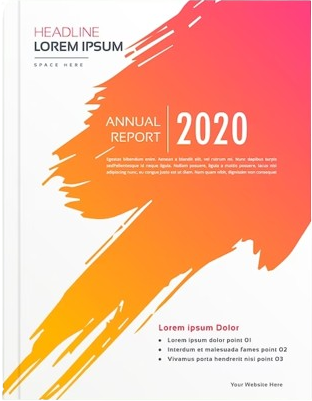 HEADLINE
LOREM IPSUM
SPACE HERE
ANNUAL
REPORT
2020
Lorem ipsum Dolor
• Lorem ipsum dolor point 01
• Interdum et malesuada fames point 02
• Vivamus porta hendrerit nisi point 03
Your Website Here